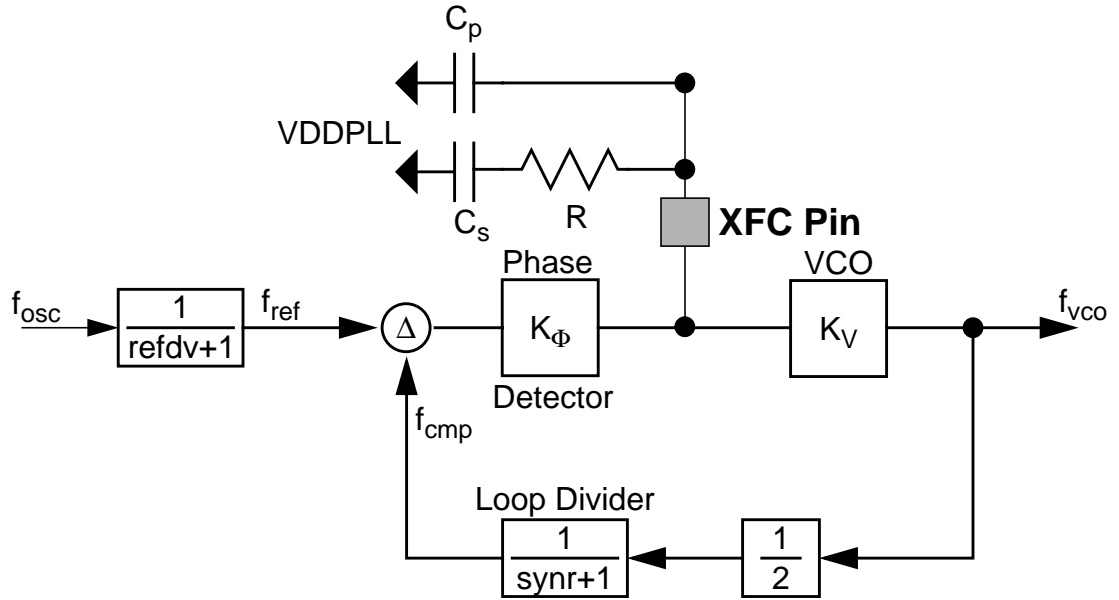 Cp
VDDPLL
Cs
R
XFC Pin
Phase
VCO
fosc
1
refdv+1
fref
Δ
KΦ
KV
fvco
Detector
fcmp
Loop Divider
1
synr+1
1
2